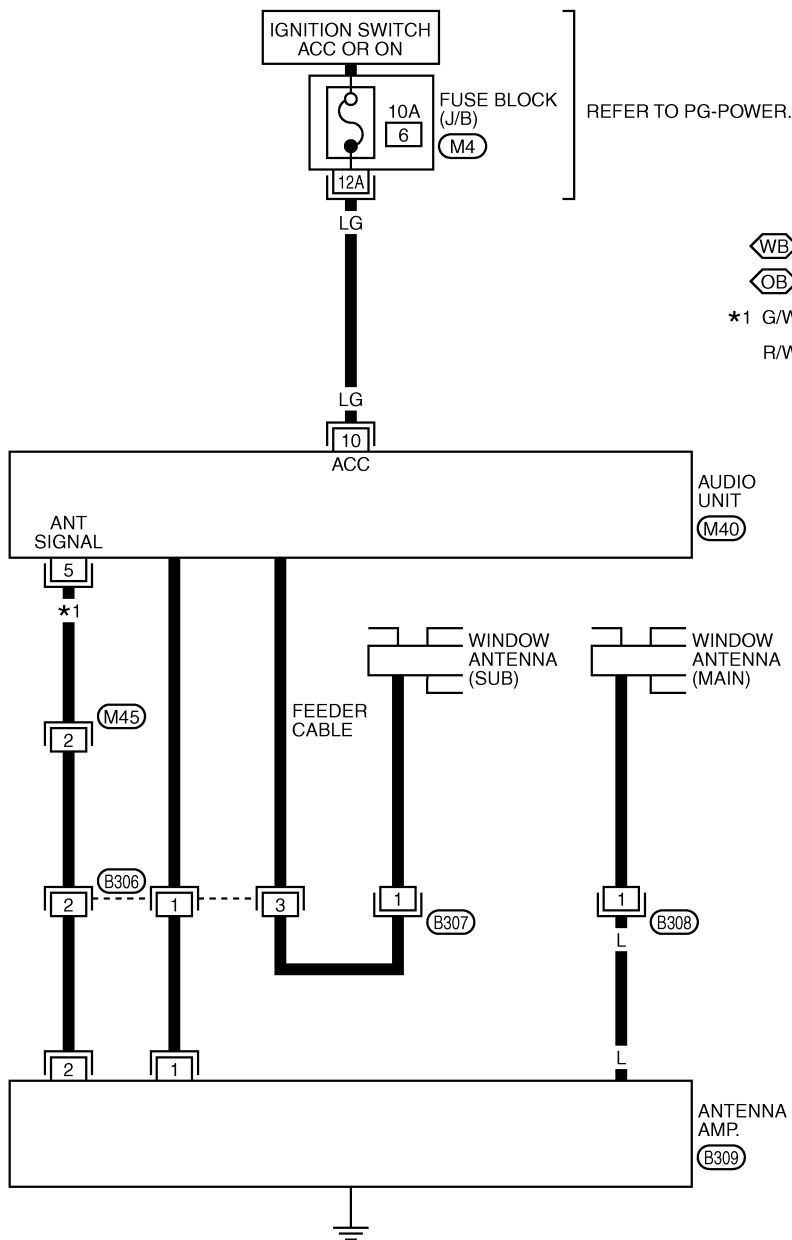 IGNITION SWITCH
ACC OR ON
10A
6
FUSE BLOCK
(J/B)
M4
REFER TO PG-POWER.
12A
LG
WB
OB
*1 G/W
R/W
LG
10
ACC
AUDIO
UNIT
M40
ANT
SIGNAL
5
*1
WINDOW
ANTENNA
(SUB)
WINDOW
ANTENNA
(MAIN)
FEEDER
CABLE
M45
2
B306
2
1
3
1
B307
1
B308
L
L
2
1
ANTENNA
AMP.
B309